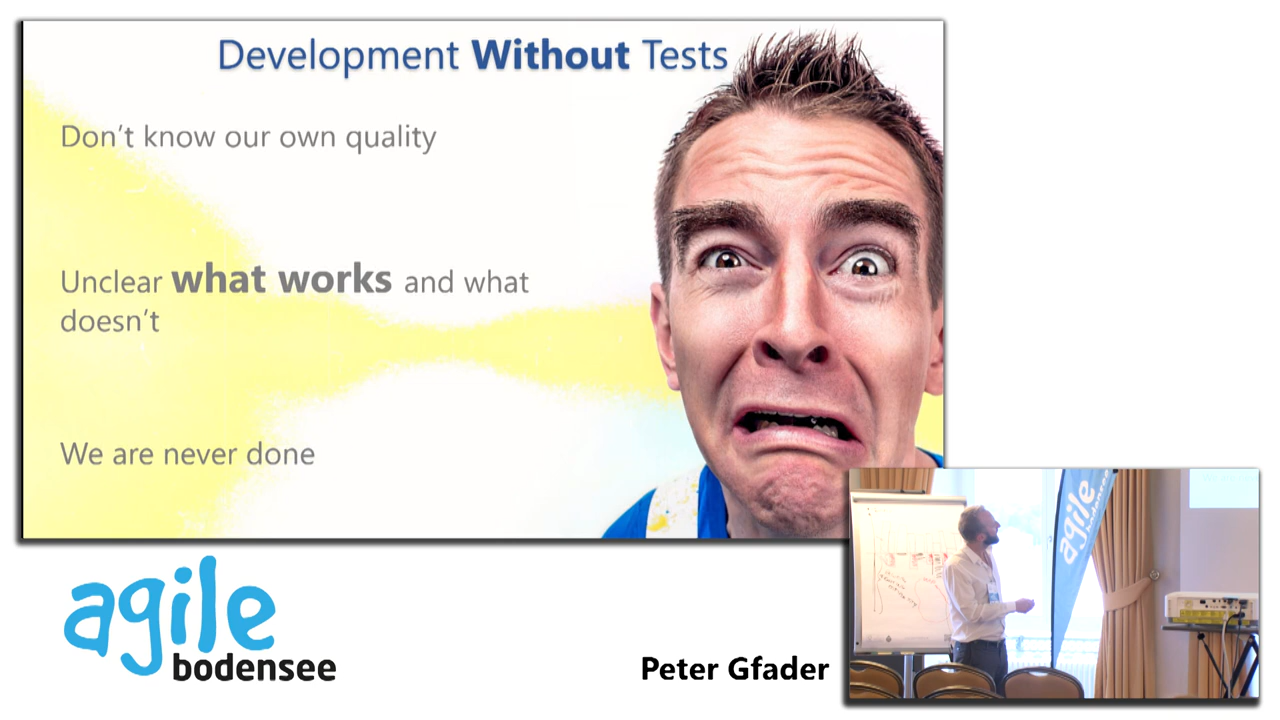 Development Without Tests
Don't know our own quality
Unclear what works and what
doesn't
We are never done
agile
bodensee
agile
bodensee
Peter Gfader